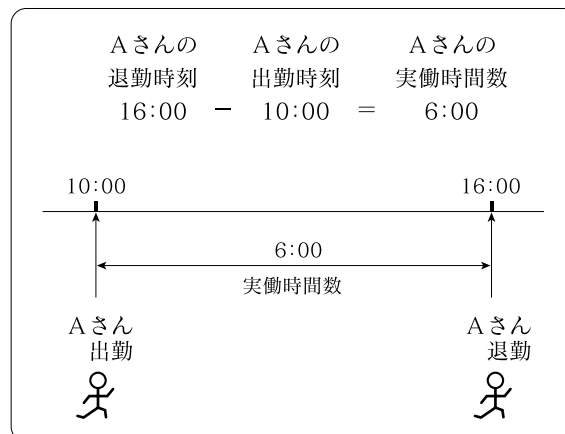 Aさんの Aさんの Aさんの
退勤時刻 出勤時刻 実働時間数
16:00 − 10:00 = 6:00
10:00 16:00
6:00
実働時間数
Aさん Aさん
出勤 退勤